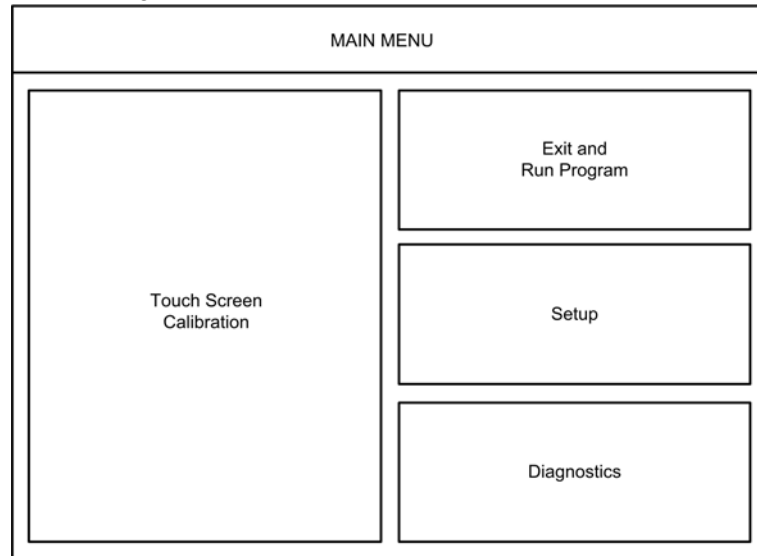 MAIN MENU
Touch Screen
Calibration
Exit and
Run Program
Setup
Diagnostics